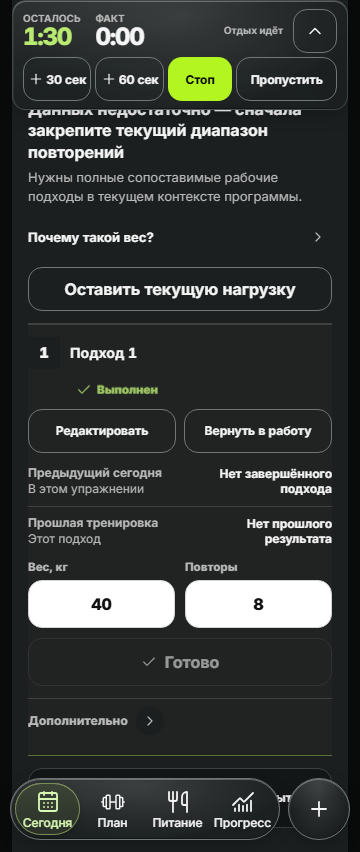 ОСТАЛОСЬ
1:30
ФАКТ
0:00
Отдых идёт
+ 30 сек
+ 60 сек
Стоп
Пропустить
Данных недостаточно — сначала
закрепите текущий диапазон
повторений
Нужны полные сопоставимые рабочие
подходы в текущем контексте программы.
Почему такой вес?
Оставить текущую нагрузку
1
Подход 1
Выполнен
Редактировать
Вернуть в работу
Предыдущий сегодня
В этом упражнении
Нет завершённого
подхода
Прошлая тренировка
Этот подход
Нет прошлого
результата
Вес, кг
Повторы
40
8
Готово
Дополнительно
Сегодня
План
Питание
Прогресс
+